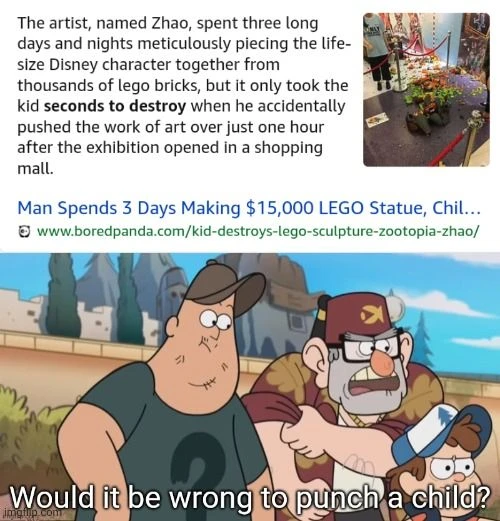 The artist, named Zhao, spent three long
days and nights meticulously piecing the life-
size Disney character together from
thousands of lego bricks, but it only took the
kid seconds to destroy when he accidentally
pushed the work of art over just one hour
after the exhibition opened in a shopping
mall.
Man Spends 3 Days Making $15,000 LEGO Statue, Chil...
www.boredpanda.com/kid-destroys-lego-sculpture-zootopia-zhao/
Would it be wrong to punch a child?
imgflip.com